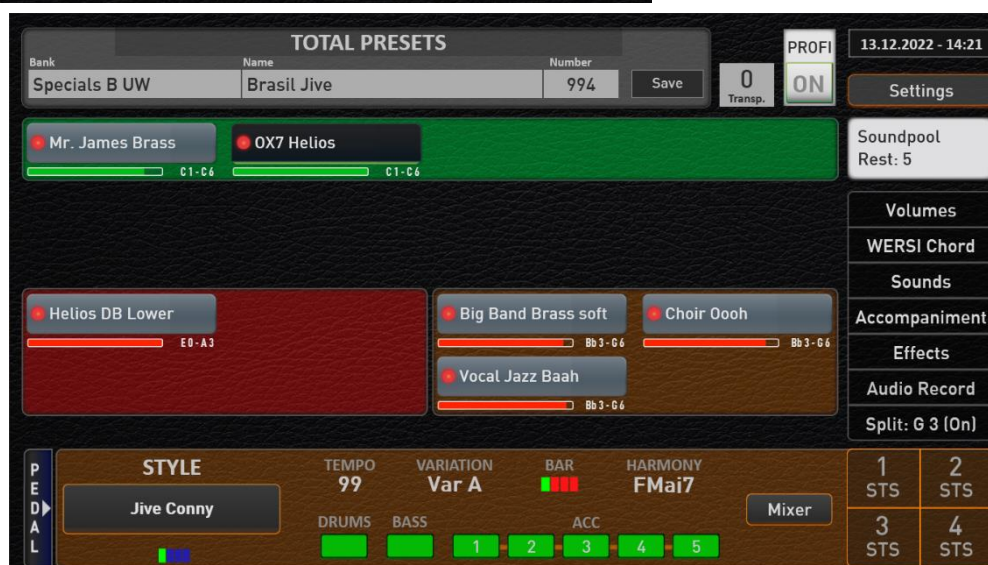 TOTAL PRESETS
Bank Name Number
Specials B UW Brasil Jive 994 Save
0
Transp.
PROFI
ON
13.12.2022 - 14:21
Settings
Mr. James Brass
C1-C6
OX7 Helios
C1-C6
Soundpool
Rest: 5
Volumes
WERSI Chord
Sounds
Accompaniment
Effects
Audio Record
Split: G 3 (On)
Helios DB Lower
E0-A3
Big Band Brass soft
Bb3-G6
Choir Oooh
Bb3-G6
Vocal Jazz Baah
Bb3-G6
PEDAL
STYLE
Jive Conny
TEMPO VARIATION BAR HARMONY
99 Var A FMai7
Mixer
DRUMS BASS ACC
1 2 3 4 5
1 STS
2 STS
3 STS
4 STS